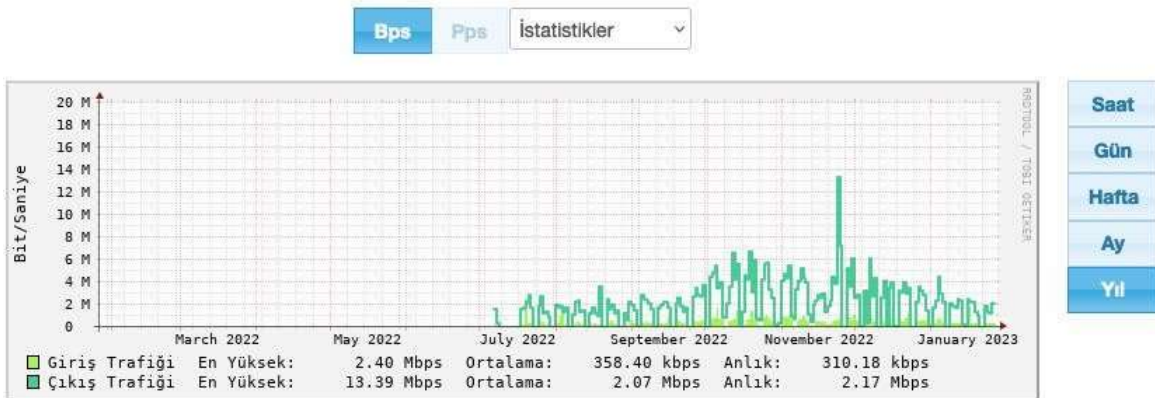 Bps Pps İstatistikler
20 M
18 M
16 M
14 M
12 M
10 M
8 M
6 M
4 M
2 M
0
Bit/Saniye
RRDTOOL / TOBI OETIKER
March 2022 May 2022 July 2022 September 2022 November 2022 January 2023
Giriş Trafiği En Yüksek: 2.40 Mbps Ortalama: 358.40 kbps Anlık: 310.18 kbps
Çıkış Trafiği En Yüksek: 13.39 Mbps Ortalama: 2.07 Mbps Anlık: 2.17 Mbps
Saat
Gün
Hafta
Ay
Yıl